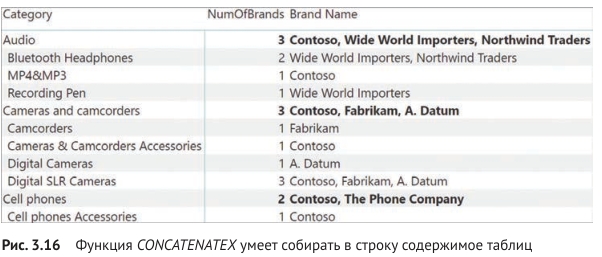 Category NumOfBrands Brand Name
Audio 3 Contoso, Wide World Importers, Northwind Traders
Bluetooth Headphones 2 Wide World Importers, Northwind Traders
MP4&MP3 1 Contoso
Recording Pen 1 Wide World Importers
Cameras and camcorders 3 Contoso, Fabrikam, A. Datum
Camcorders 1 Fabrikam
Cameras & Camcorders Accessories 1 Contoso
Digital Cameras 1 A. Datum
Digital SLR Cameras 3 Contoso, Fabrikam, A. Datum
Cell phones 2 Contoso, The Phone Company
Cell phones Accessories 1 Contoso
Рис. 3.16 Функция CONCATENATEX умеет собирать в строку содержимое таблиц